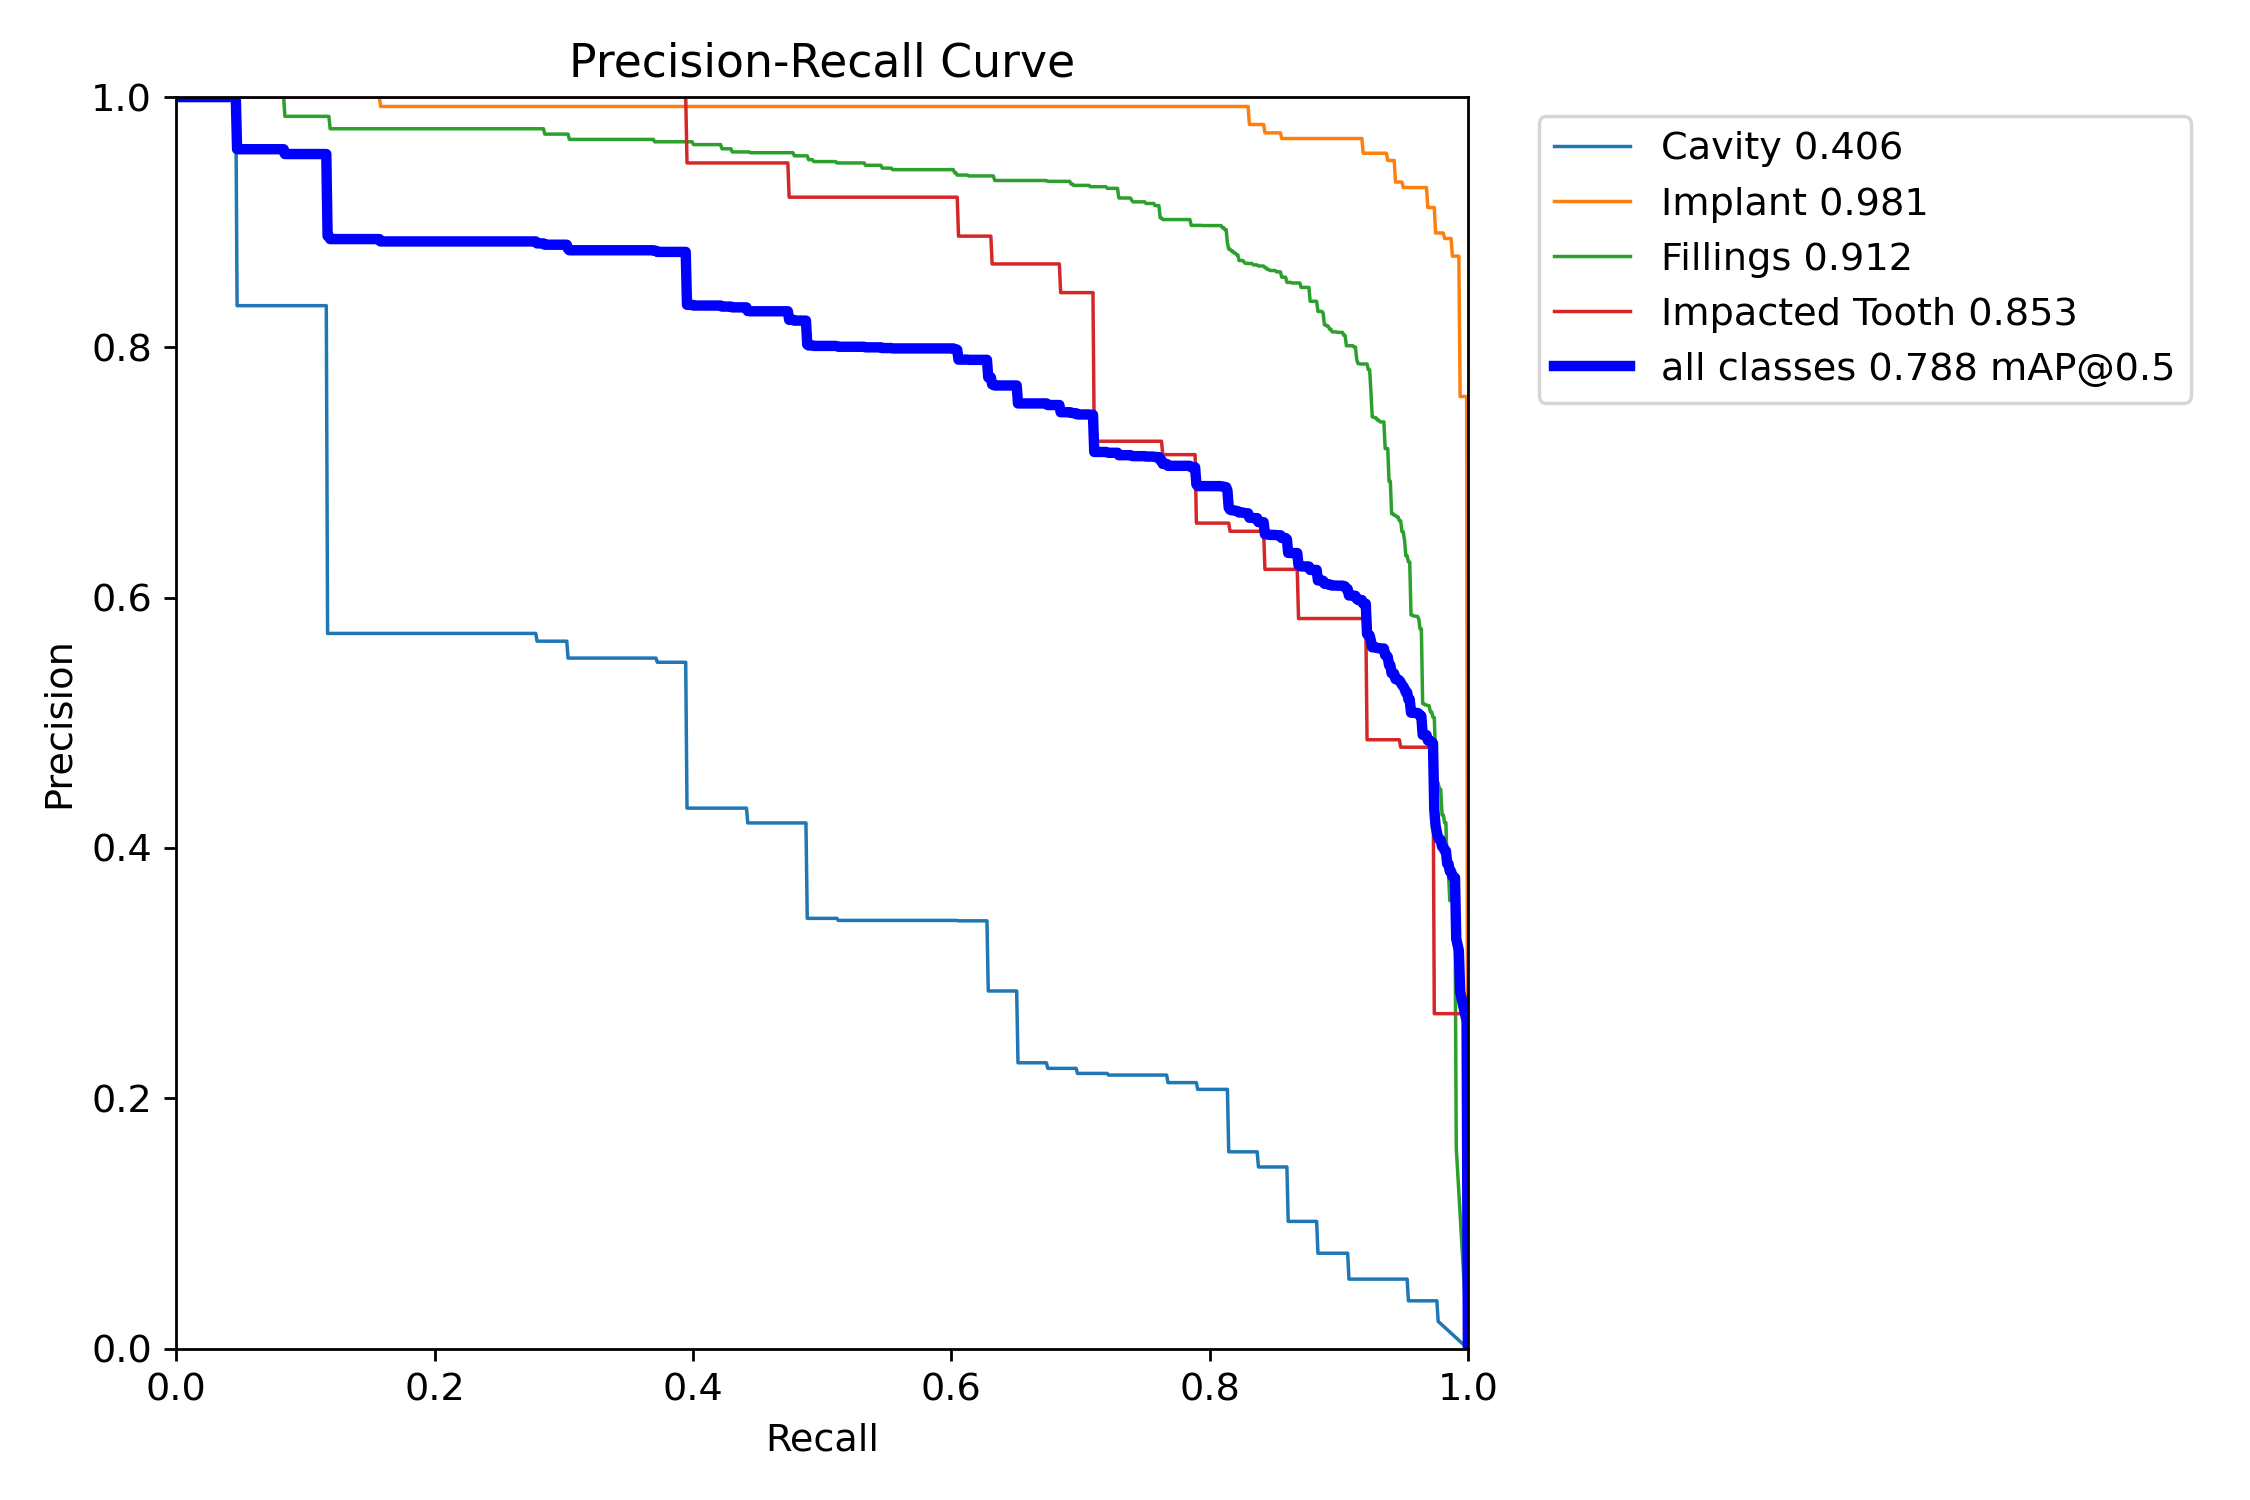 Precision-Recall Curve
1.0
0.8
0.6
0.4
0.2
0.0
Precision
0.0 0.2 0.4 0.6 0.8 1.0
Recall
Cavity 0.406
Implant 0.981
Fillings 0.912
Impacted Tooth 0.853
all classes 0.788 mAP@0.5